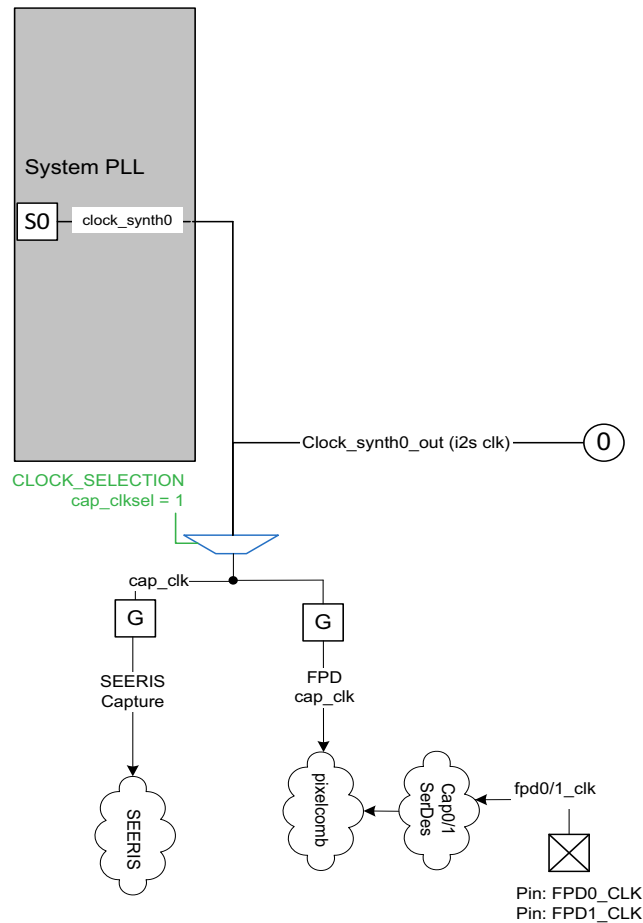 System PLL
S0
clock_synth0
Clock_synth0_out (i2s clk)
0
CLOCK_SELECTION
cap_clksel = 1
cap_clk
G
G
SEERIS
Capture
FPD
cap_clk
SEERIS
pixelcomb
Cap0/1
SerDes
fpd0/1_clk
Pin: FPD0_CLK
Pin: FPD1_CLK